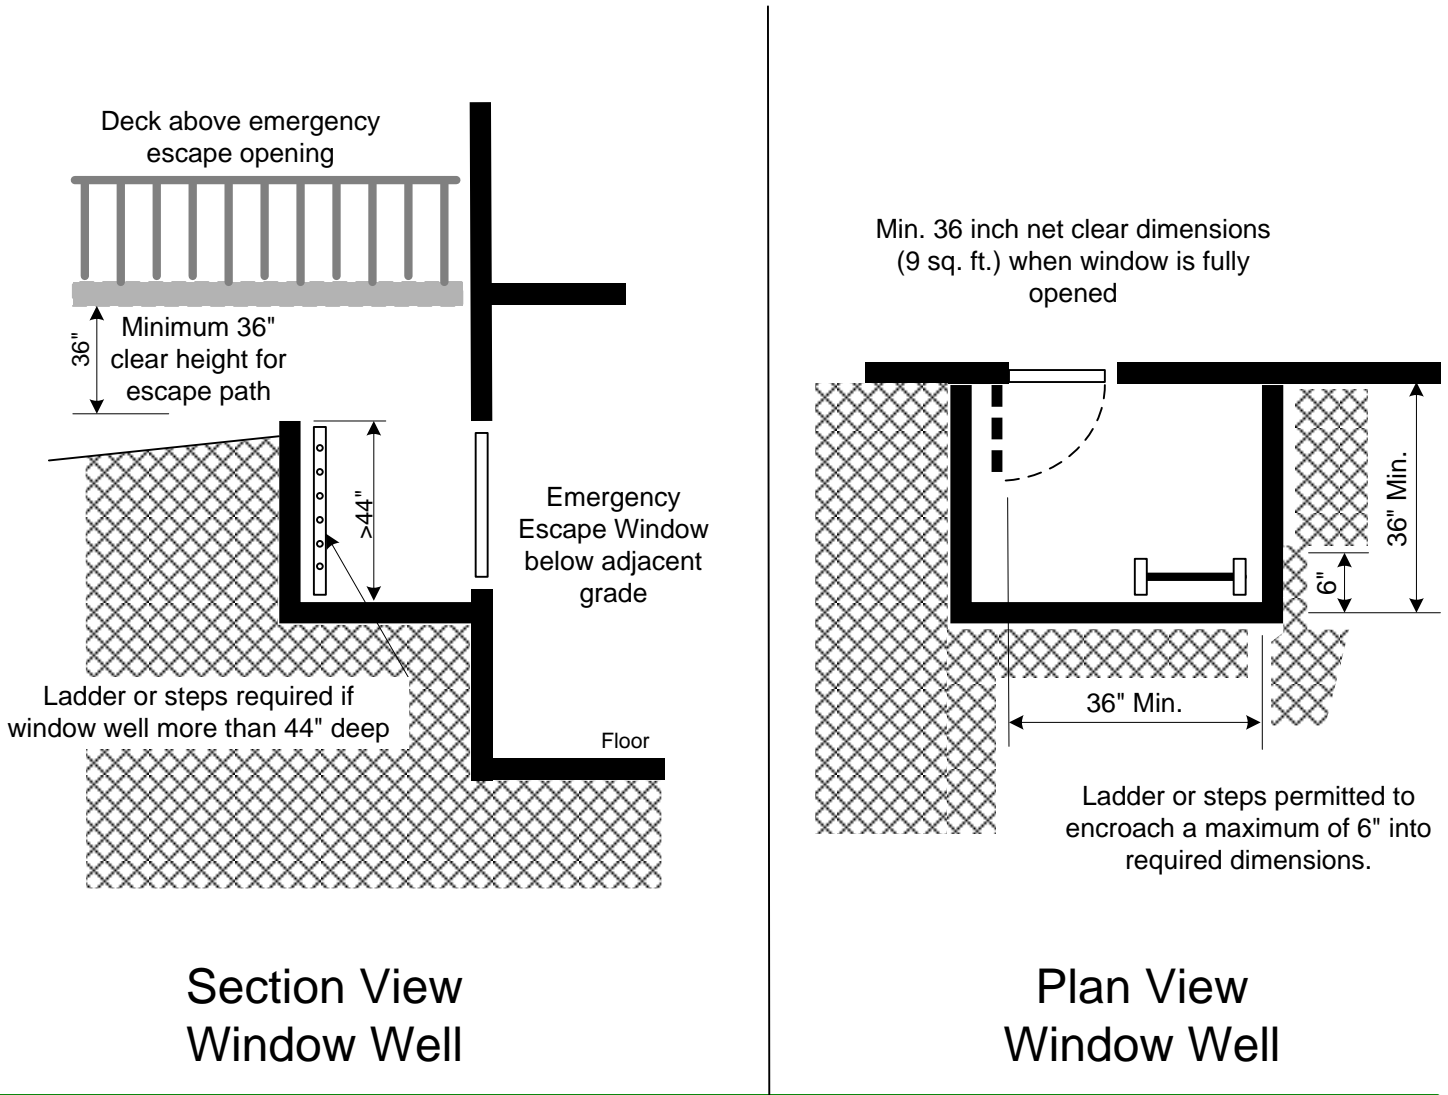 Deck above emergency
escape opening
36"
Minimum 36"
clear height for
escape path
>44"
Emergency
Escape Window
below adjacent
grade
Ladder or steps required if
window well more than 44" deep
Floor
Section View
Window Well
Min. 36 inch net clear dimensions
(9 sq. ft.) when window is fully
opened
36" Min.
6"
36" Min.
Ladder or steps permitted to
encroach a maximum of 6" into
required dimensions.
Plan View
Window Well